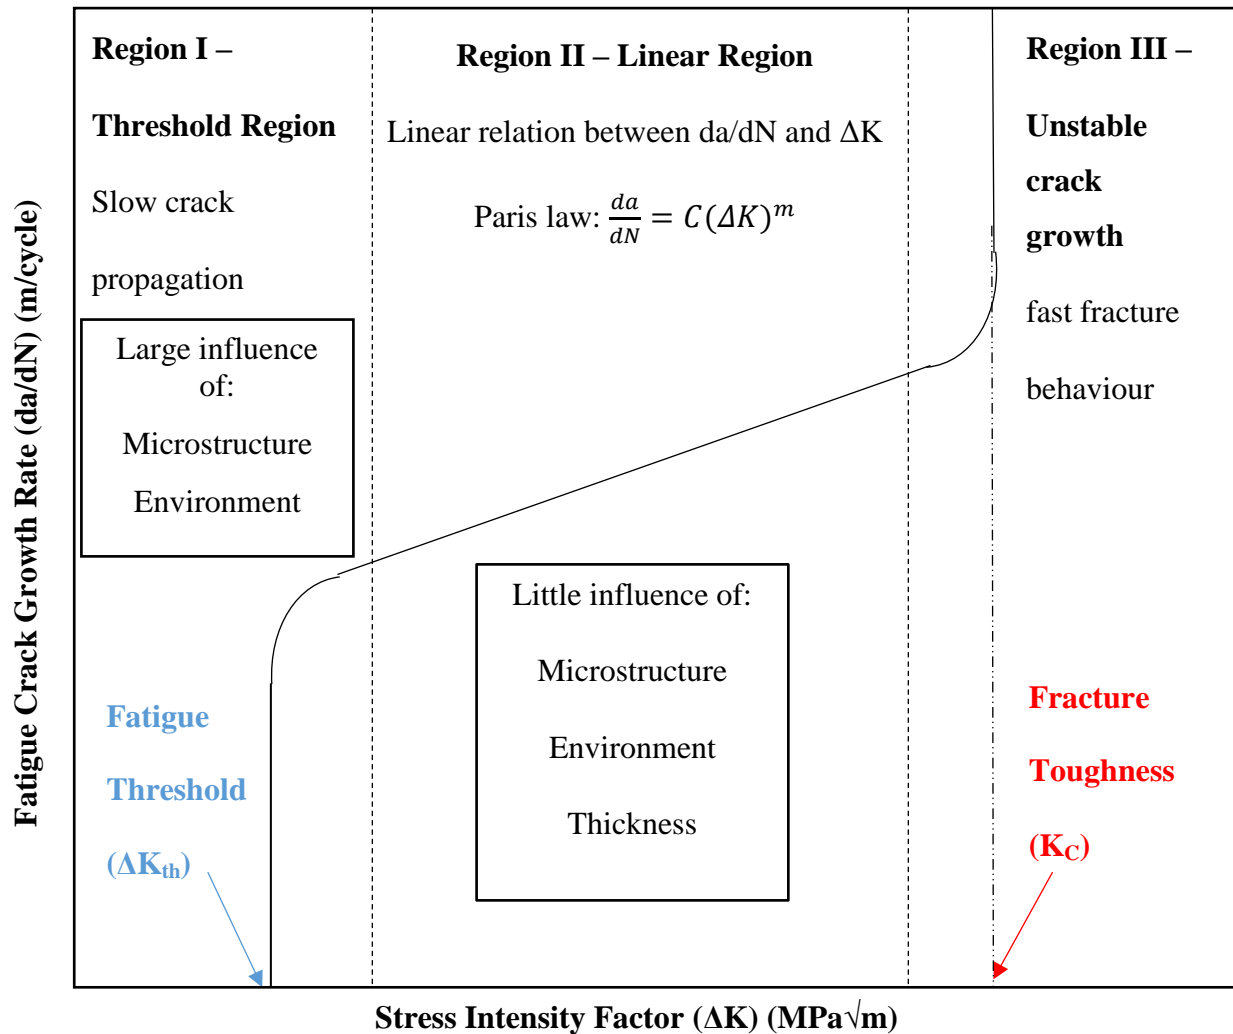 Region I –
Threshold Region
Slow crack
propagation
Large influence
of:
Microstructure
Environment
Fatigue
Threshold
(ΔKth)
Region II – Linear Region
Linear relation between da/dN and ΔK
Paris law: da/dN = C(ΔK)^m
Little influence of:
Microstructure
Environment
Thickness
Region III –
Unstable
crack
growth
fast fracture
behaviour
Fracture
Toughness
(KC)
Fatigue Crack Growth Rate (da/dN) (m/cycle)
Stress Intensity Factor (ΔK) (MPa√m)